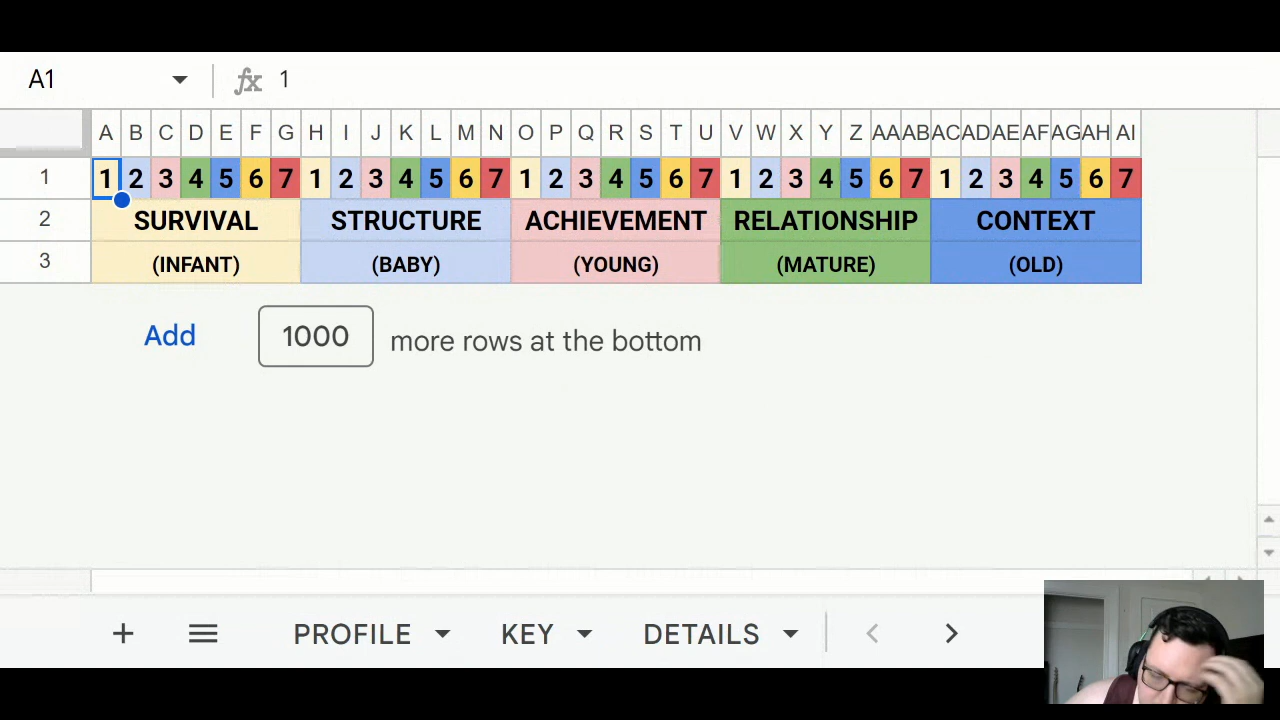 A1 fx 1
A B C D E F G H I J K L M N O P Q R S T U V W X Y Z AA AB AC AD AE AF AG AH AI
1 1 2 3 4 5 6 7 1 2 3 4 5 6 7 1 2 3 4 5 6 7 1 2 3 4 5 6 7 1 2 3 4 5 6 7
2 SURVIVAL STRUCTURE ACHIEVEMENT RELATIONSHIP CONTEXT
3 (INFANT) (BABY) (YOUNG) (MATURE) (OLD)
Add 1000 more rows at the bottom
PROFILE KEY DETAILS